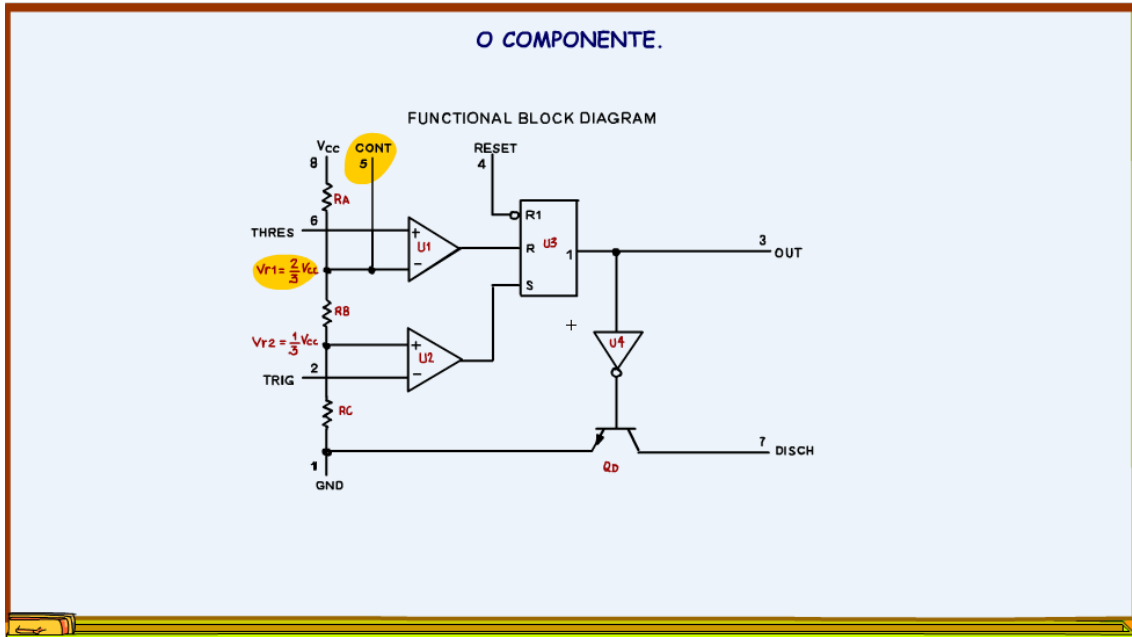 O COMPONENTE.
FUNCTIONAL BLOCK DIAGRAM
VCC
8
CONT
5
RESET
4
RA
6
THRES
+
U1
−
R1
R
U3
1
S
3
OUT
Vr1 = 2/3 Vcc
RB
Vr2 = 1/3 Vcc
+
U2
−
U4
2
TRIG
RC
7
DISCH
QD
1
GND